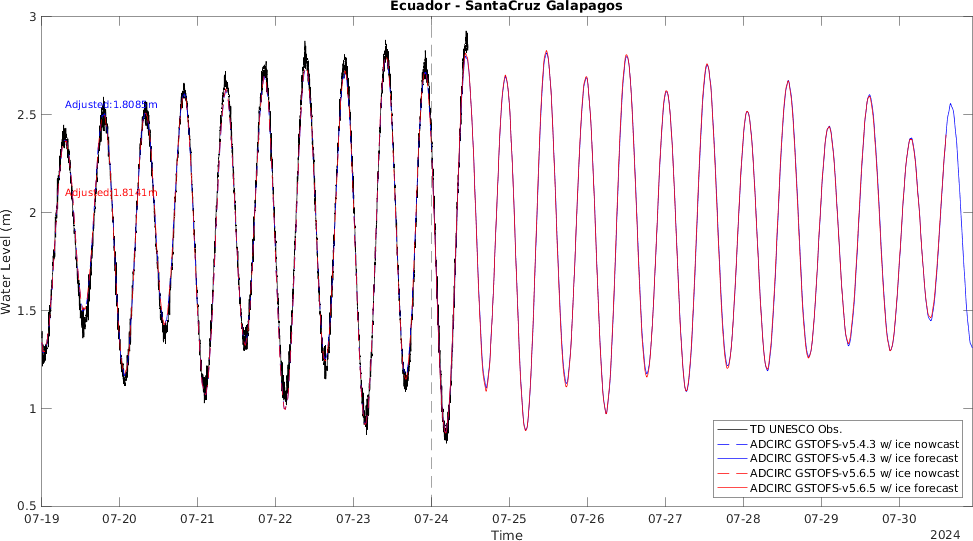 Ecuador - SantaCruz Galapagos
3
2.5
2
1.5
1
0.5
Water Level (m)
Adjusted:1.8085m
Adjusted:1.8141m
TD UNESCO Obs.
ADCIRC GSTOFS-v5.4.3 w/ ice nowcast
ADCIRC GSTOFS-v5.4.3 w/ ice forecast
ADCIRC GSTOFS-v5.6.5 w/ ice nowcast
ADCIRC GSTOFS-v5.6.5 w/ ice forecast
07-19 07-20 07-21 07-22 07-23 07-24 07-25 07-26 07-27 07-28 07-29 07-30
Time
2024